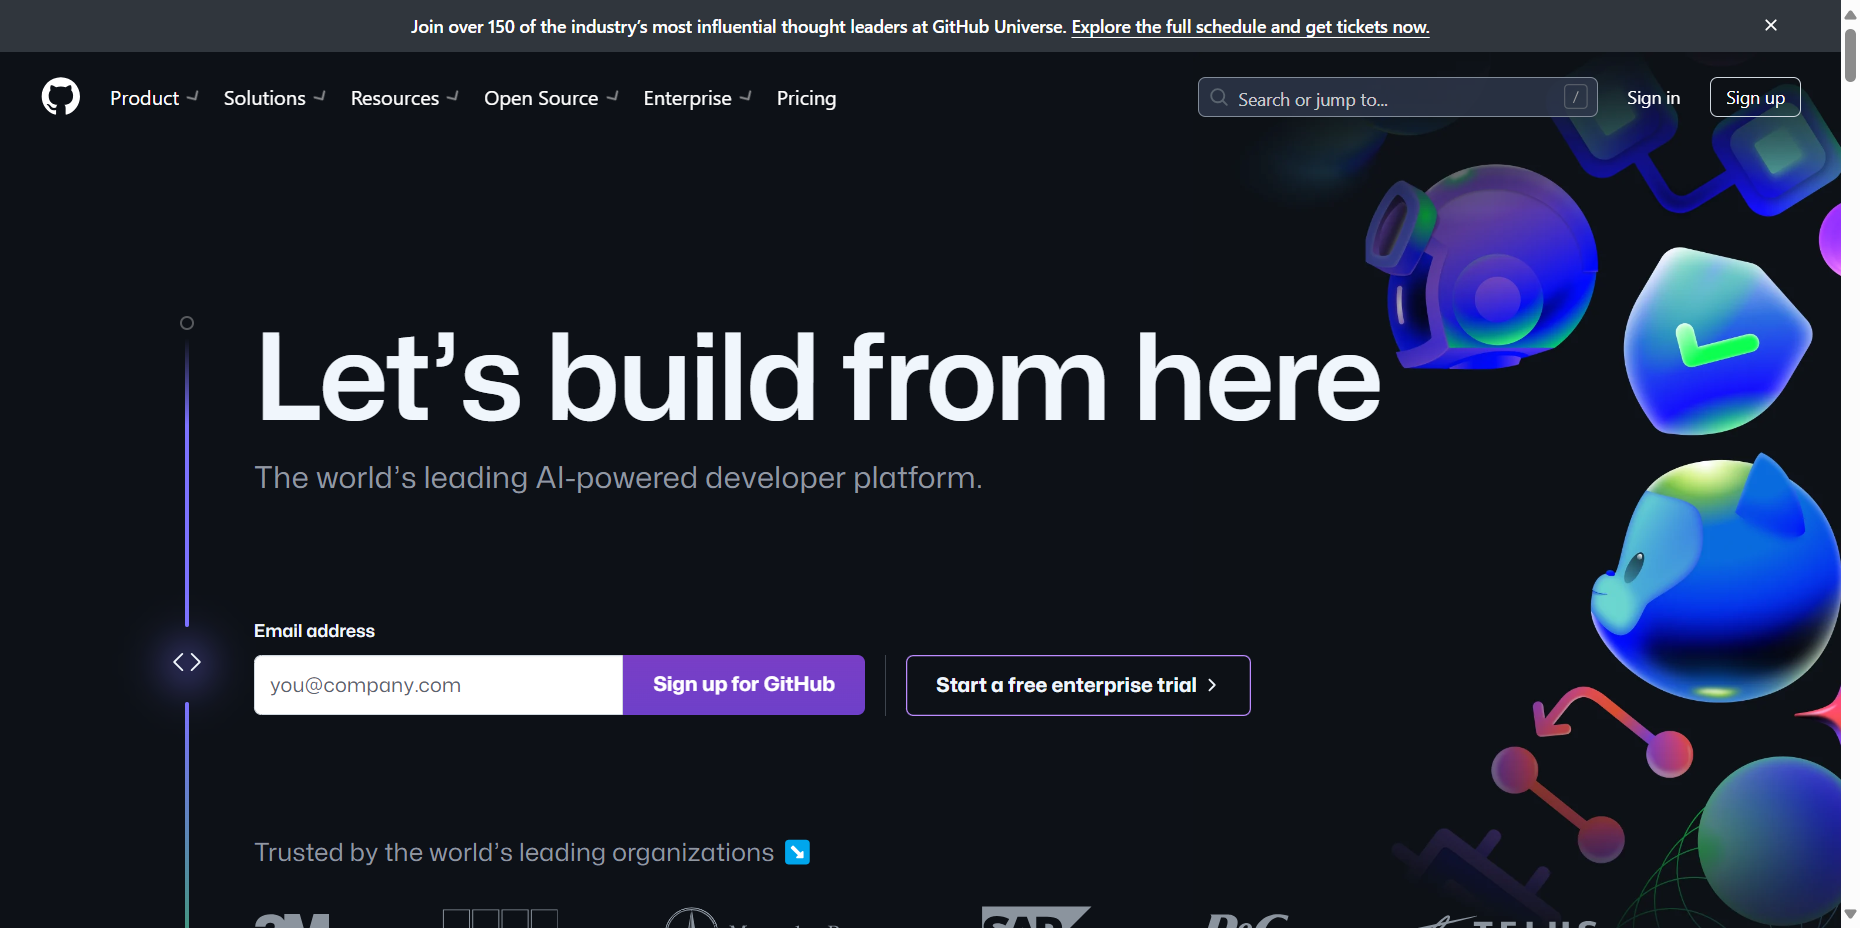 Join over 150 of the industry’s most influential thought leaders at GitHub Universe. Explore the full schedule and get tickets now.
Product Solutions Resources Open Source Enterprise Pricing Search or jump to... / Sign in Sign up
Let’s build from here
The world’s leading AI-powered developer platform.
Email address
you@company.com Sign up for GitHub Start a free enterprise trial
Trusted by the world’s leading organizations
3M SAP P&G TELUS